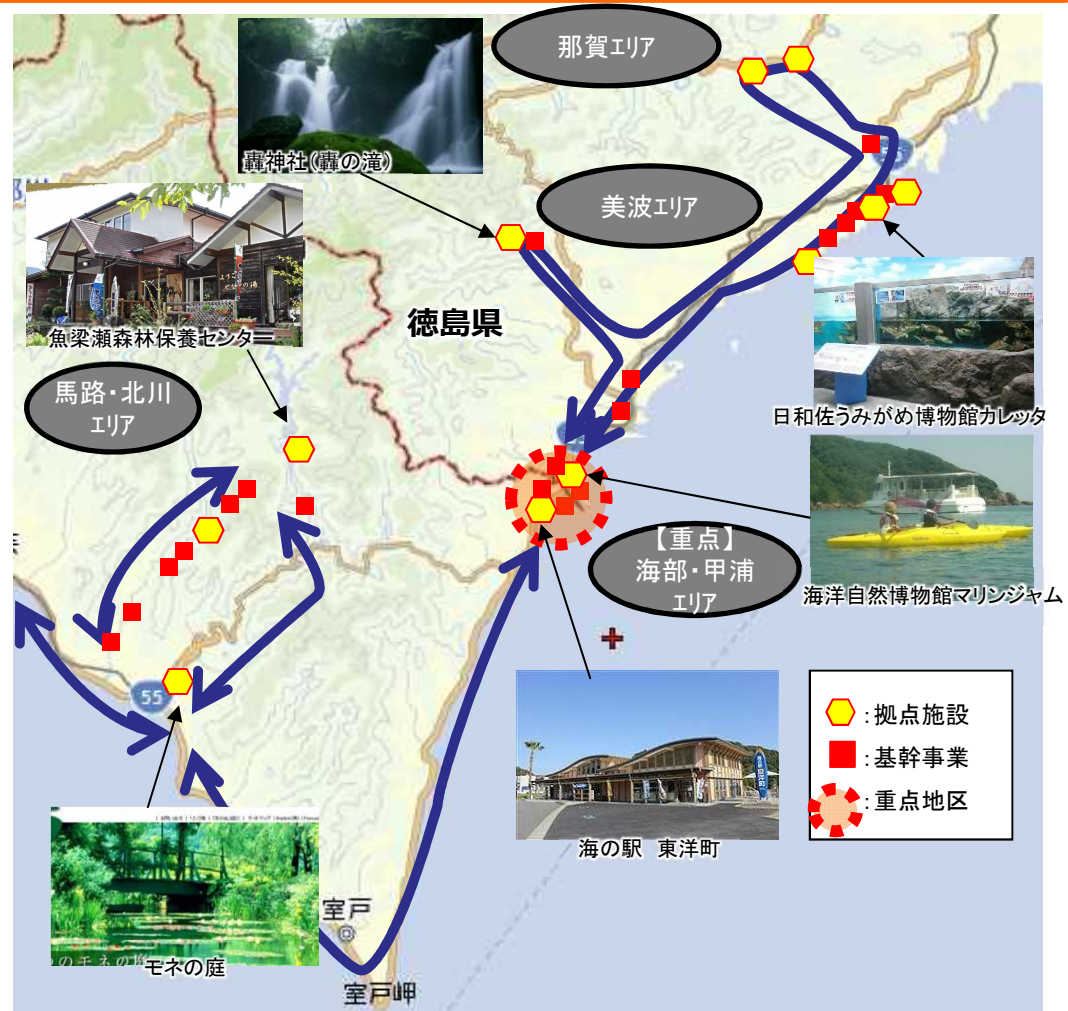 那賀エリア
轟神社(轟の滝)
美波エリア
徳島県
魚梁瀬森林保養センター
馬路・北川
エリア
日和佐うみがめ博物館カレッタ
【重点】
海部・甲浦
エリア
海洋自然博物館マリンジャム
55
:拠点施設
:基幹事業
:重点地区
海の駅 東洋町
モネの庭
室戸
室戸岬